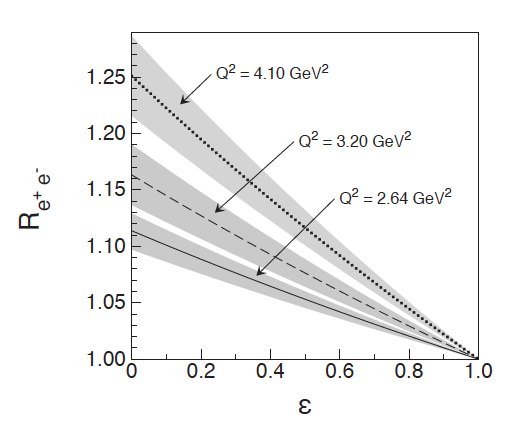 Q² = 4.10 GeV²
1.25
1.20
Q² = 3.20 GeV²
1.15
Q² = 2.64 GeV²
1.10
1.05
1.00
R e⁺ e⁻
0 0.2 0.4 0.6 0.8 1.0
ε